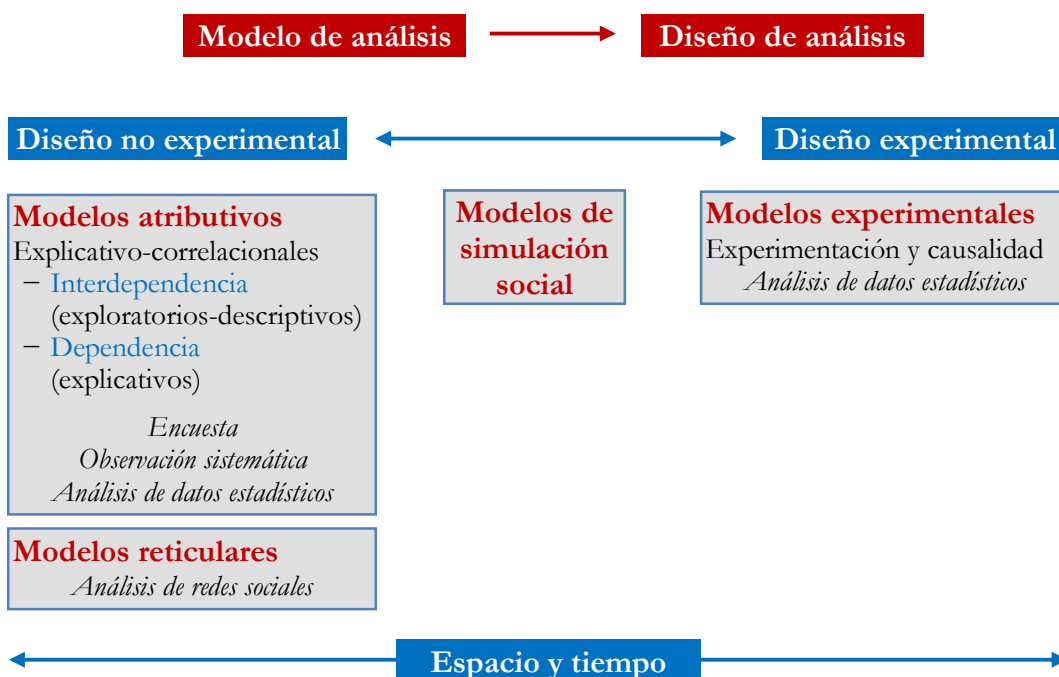 Modelo de análisis
Diseño de análisis
Diseño no experimental
Diseño experimental
Modelos atributivos
Explicativo-correlacionales
− Interdependencia
(exploratorios-descriptivos)
− Dependencia
(explicativos)
Encuesta
Observación sistemática
Análisis de datos estadísticos
Modelos reticulares
Análisis de redes sociales
Modelos de
simulación
social
Modelos experimentales
Experimentación y causalidad
Análisis de datos estadísticos
Espacio y tiempo